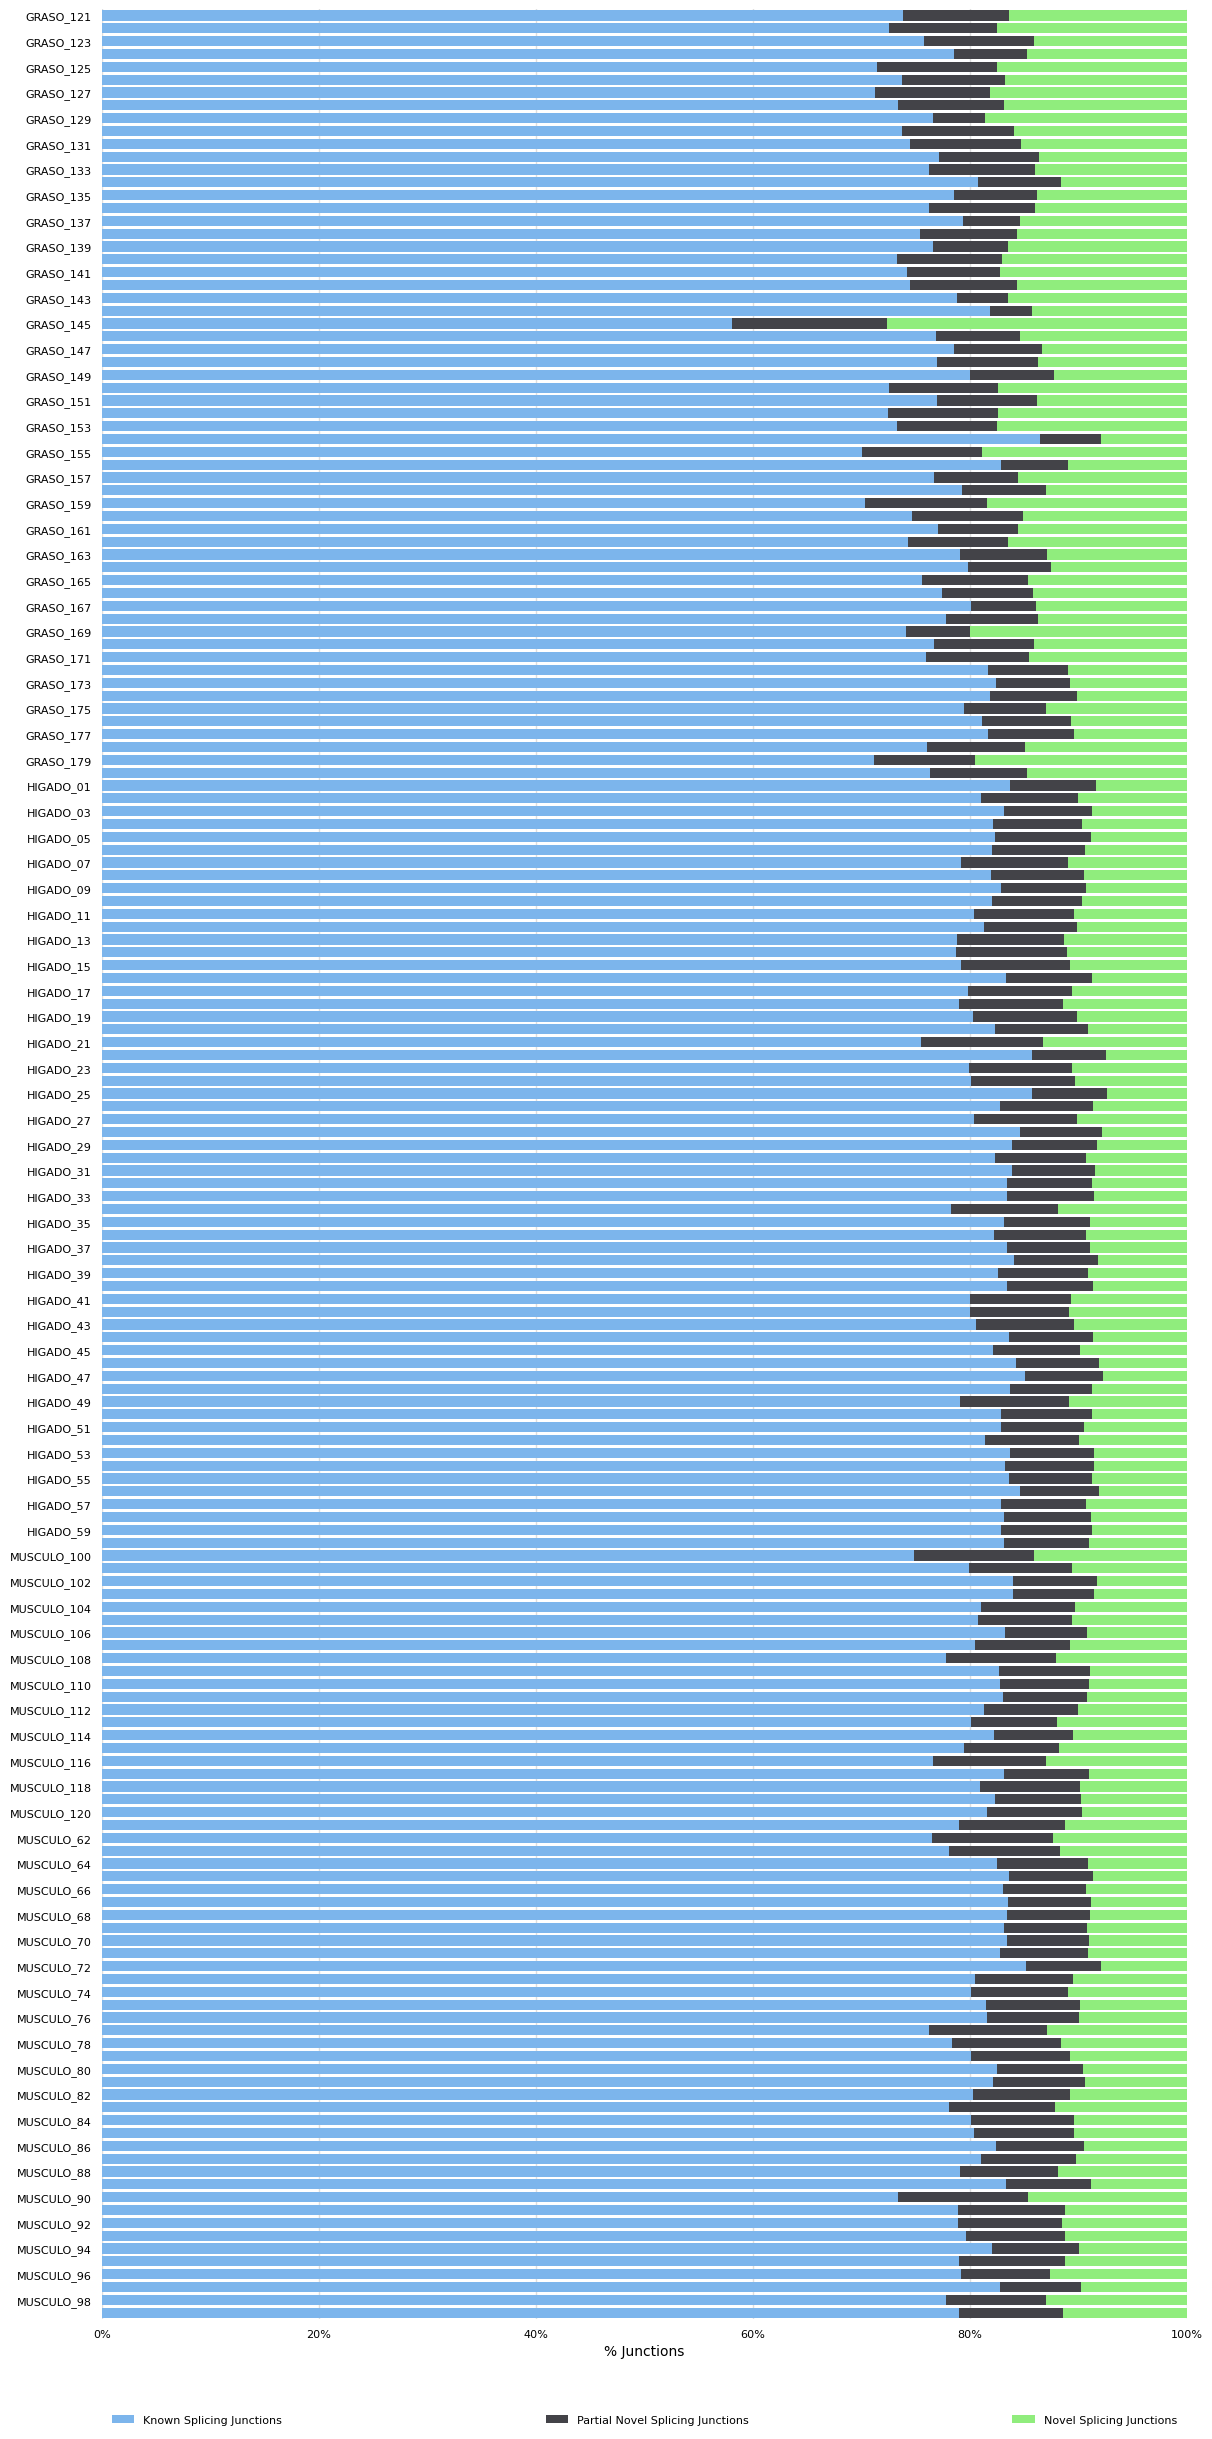 GRASO_121
GRASO_123
GRASO_125
GRASO_127
GRASO_129
GRASO_131
GRASO_133
GRASO_135
GRASO_137
GRASO_139
GRASO_141
GRASO_143
GRASO_145
GRASO_147
GRASO_149
GRASO_151
GRASO_153
GRASO_155
GRASO_157
GRASO_159
GRASO_161
GRASO_163
GRASO_165
GRASO_167
GRASO_169
GRASO_171
GRASO_173
GRASO_175
GRASO_177
GRASO_179
HIGADO_01
HIGADO_03
HIGADO_05
HIGADO_07
HIGADO_09
HIGADO_11
HIGADO_13
HIGADO_15
HIGADO_17
HIGADO_19
HIGADO_21
HIGADO_23
HIGADO_25
HIGADO_27
HIGADO_29
HIGADO_31
HIGADO_33
HIGADO_35
HIGADO_37
HIGADO_39
HIGADO_41
HIGADO_43
HIGADO_45
HIGADO_47
HIGADO_49
HIGADO_51
HIGADO_53
HIGADO_55
HIGADO_57
HIGADO_59
MUSCULO_100
MUSCULO_102
MUSCULO_104
MUSCULO_106
MUSCULO_108
MUSCULO_110
MUSCULO_112
MUSCULO_114
MUSCULO_116
MUSCULO_118
MUSCULO_120
MUSCULO_62
MUSCULO_64
MUSCULO_66
MUSCULO_68
MUSCULO_70
MUSCULO_72
MUSCULO_74
MUSCULO_76
MUSCULO_78
MUSCULO_80
MUSCULO_82
MUSCULO_84
MUSCULO_86
MUSCULO_88
MUSCULO_90
MUSCULO_92
MUSCULO_94
MUSCULO_96
MUSCULO_98
0% 20% 40% 60% 80% 100%
% Junctions
Known Splicing Junctions Partial Novel Splicing Junctions Novel Splicing Junctions